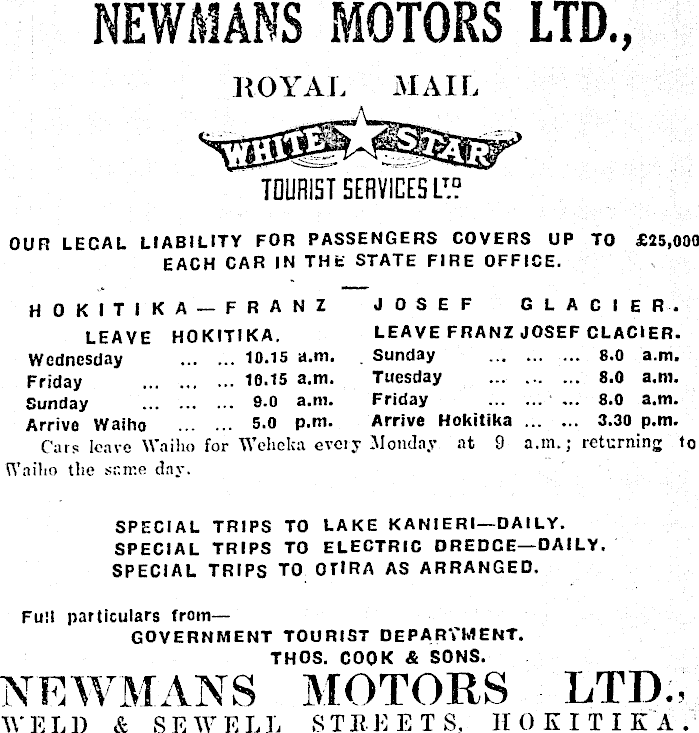 NEWMANS MOTORS LTD.,
ROYAL MAIL
WHITE STAR
TOURIST SERVICES LTD.
OUR LEGAL LIABILITY FOR PASSENGERS COVERS UP TO £25,000
EACH CAR IN THE STATE FIRE OFFICE.
HOKITIKA—FRANZ JOSEF GLACIER.
LEAVE HOKITIKA.
Wednesday ... ... 10.15 a.m.
Friday ... ... ... 10.15 a.m.
Sunday ... ... ... 9.0 a.m.
Arrive Waiho ... ... 5.0 p.m.
LEAVE FRANZ JOSEF GLACIER.
Sunday ... ... ... 8.0 a.m.
Tuesday ... ... ... 8.0 a.m.
Friday ... ... ... 8.0 a.m.
Arrive Hokitika ... ... 3.30 p.m.
Cars leave Waiho for Weheka every Monday at 9 a.m.; returning to
Waiho the same day.
SPECIAL TRIPS TO LAKE KANIERI—DAILY.
SPECIAL TRIPS TO ELECTRIC DREDGE—DAILY.
SPECIAL TRIPS TO OTIRA AS ARRANGED.
Full particulars from—
GOVERNMENT TOURIST DEPARTMENT.
THOS. COOK & SONS.
NEWMANS MOTORS LTD.,
WELD & SEWELL STREETS, HOKITIKA.